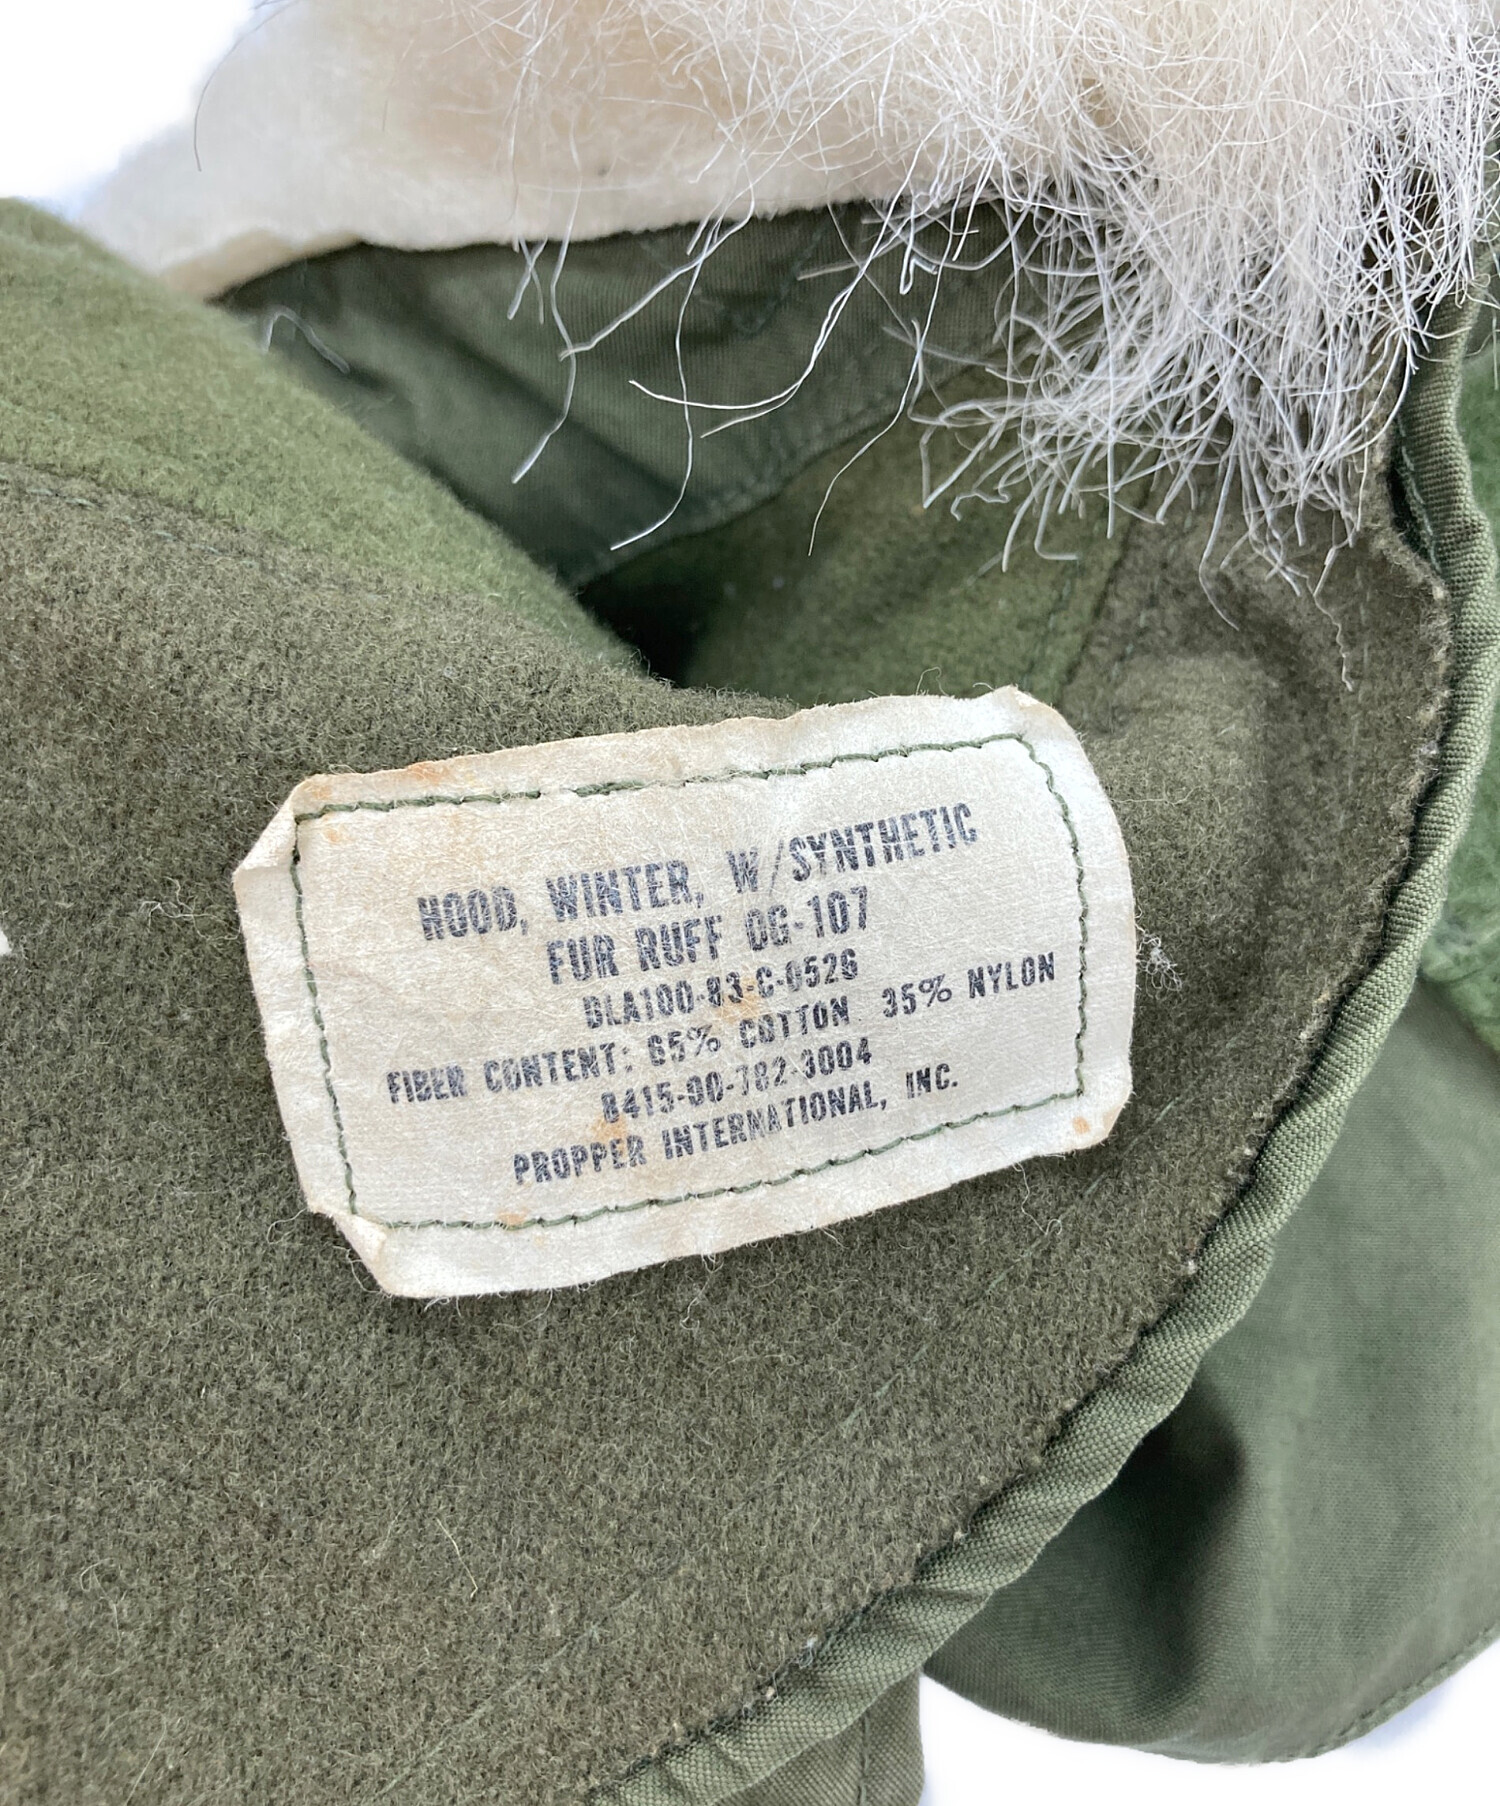 HOOD, WINTER, W/SYNTHETIC
FUR RUFF OG-107
DLA100-83-C-0526
FIBER CONTENT: 65% COTTON 35% NYLON
8415-00-782-3004
PROPPER INTERNATIONAL, INC.